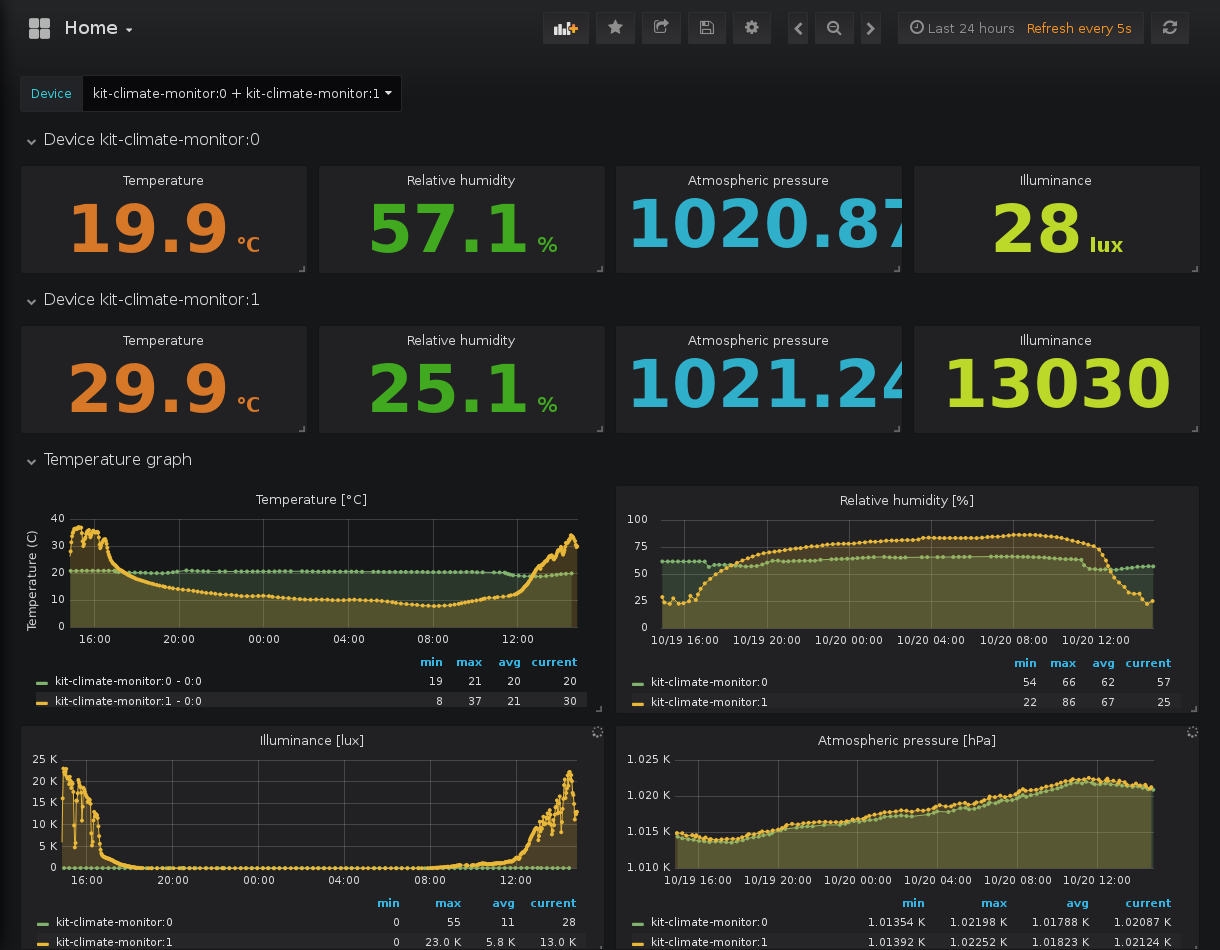 Home
Last 24 hours Refresh every 5s
Device kit-climate-monitor:0 + kit-climate-monitor:1
Device kit-climate-monitor:0
Temperature Relative humidity Atmospheric pressure Illuminance
19.9 °C 57.1 % 1020.87 28 lux
Device kit-climate-monitor:1
Temperature Relative humidity Atmospheric pressure Illuminance
29.9 °C 25.1 % 1021.24 13030
Temperature graph
Temperature [°C]
Temperature (C)
40
30
20
10
0
16:00 20:00 00:00 04:00 08:00 12:00
min max avg current
kit-climate-monitor:0 - 0:0 19 21 20 20
kit-climate-monitor:1 - 0:0 8 37 21 30
Relative humidity [%]
100
75
50
25
0
10/19 16:00 10/19 20:00 10/20 00:00 10/20 04:00 10/20 08:00 10/20 12:00
min max avg current
kit-climate-monitor:0 54 66 62 57
kit-climate-monitor:1 22 86 67 25
Illuminance [lux]
25 K
20 K
15 K
10 K
5 K
0
16:00 20:00 00:00 04:00 08:00 12:00
min max avg current
kit-climate-monitor:0 0 55 11 28
kit-climate-monitor:1 0 23.0 K 5.8 K 13.0 K
Atmospheric pressure [hPa]
1.025 K
1.020 K
1.015 K
1.010 K
10/19 16:00 10/19 20:00 10/20 00:00 10/20 04:00 10/20 08:00 10/20 12:00
min max avg current
kit-climate-monitor:0 1.01354 K 1.02198 K 1.01788 K 1.02087 K
kit-climate-monitor:1 1.01392 K 1.02252 K 1.01823 K 1.02124 K